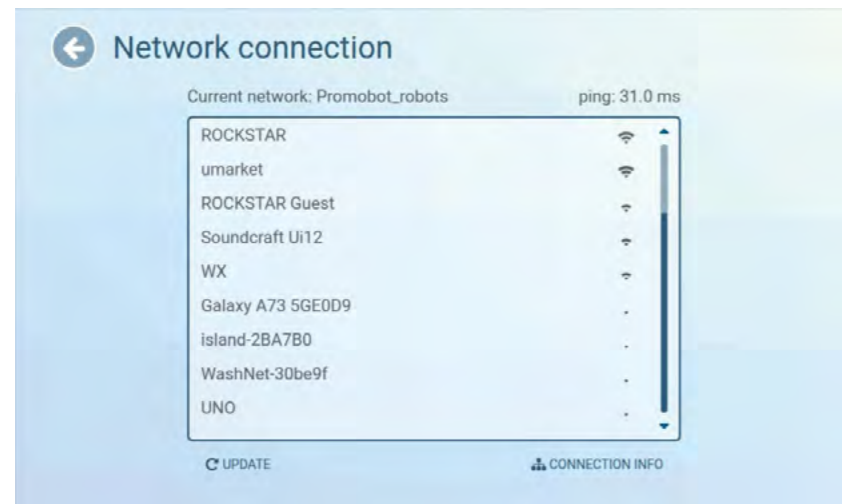 Network connection
Current network: Promobot_robots ping: 31.0 ms
ROCKSTAR
umarket
ROCKSTAR Guest
Soundcraft Ui12
WX
Galaxy A73 5GE0D9
island-2BA7B0
WashNet-30be9f
UNO
UPDATE CONNECTION INFO